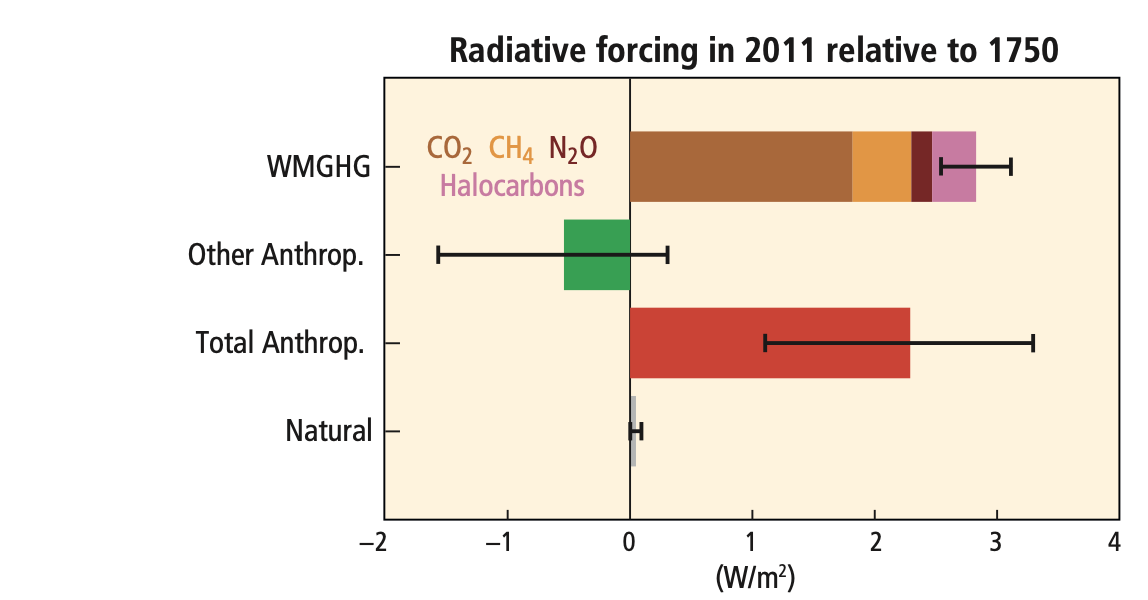 Radiative forcing in 2011 relative to 1750
WMGHG
CO₂ CH₄ N₂O
Halocarbons
Other Anthrop.
Total Anthrop.
Natural
−2 −1 0 1 2 3 4
(W/m²)